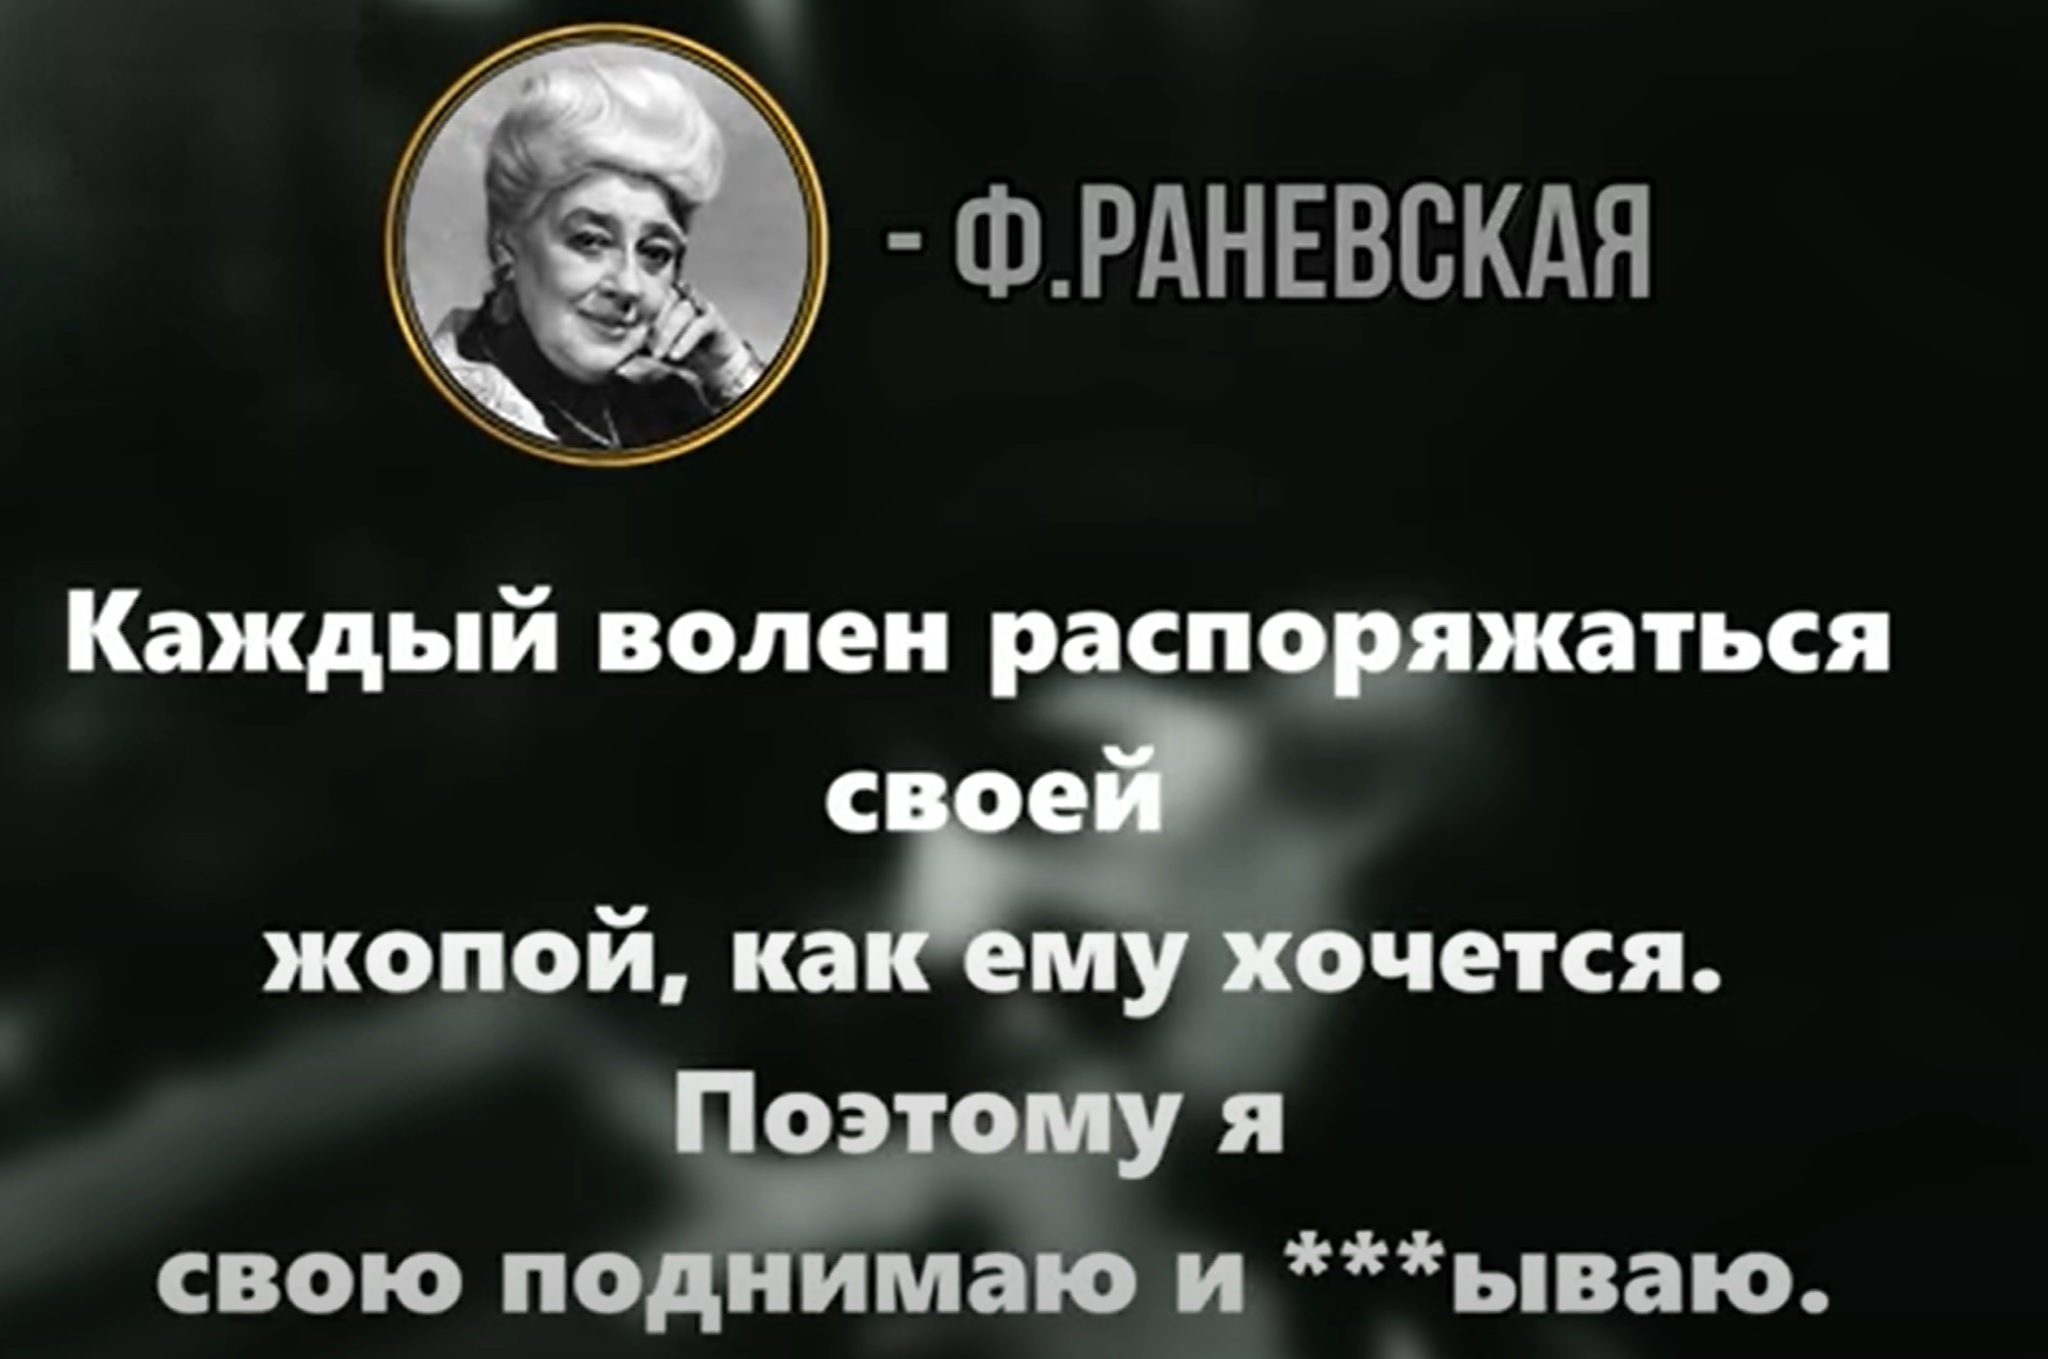 - Ф.РАНЕВСКАЯ
Каждый волен распоряжаться
своей
жопой, как ему хочется.
Поэтому я
свою поднимаю и ***ываю.